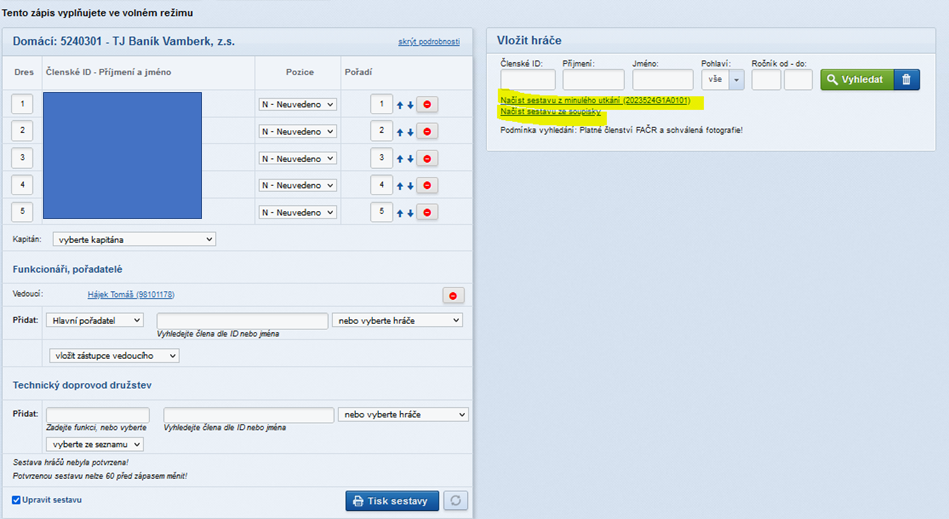 Tento zápis vyplňujete ve volném režimu
Domácí: 5240301 - TJ Baník Vamberk, z.s.
skrýt podrobnosti
Dres Členské ID - Příjmení a jméno Pozice Pořadí
1 N - Neuvedeno 1
2 N - Neuvedeno 2
3 N - Neuvedeno 3
4 N - Neuvedeno 4
5 N - Neuvedeno 5
Kapitán: vyberte kapitána
Funkcionáři, pořadatelé
Vedoucí: Hájek Tomáš (98101178)
Přidat: Hlavní pořadatel nebo vyberte hráče
Vyhledejte člena dle ID nebo jména
vložit zástupce vedoucího
Technický doprovod družstev
Přidat: nebo vyberte hráče
Zadejte funkci, nebo vyberte Vyhledejte člena dle ID nebo jména
vyberte ze seznamu
Sestava hráčů nebyla potvrzena!
Potvrzenou sestavu nelze 60 před zápasem měnit!
Upravit sestavu Tisk sestavy
Vložit hráče
Členské ID: Příjmení: Jméno: Pohlaví: Ročník od - do:
vše Vyhledat
Načíst sestavu z minulého utkání (2023524G1A0101)
Načíst sestavu ze soupisky
Podmínka vyhledání: Platné členství FAČR a schválená fotografie!